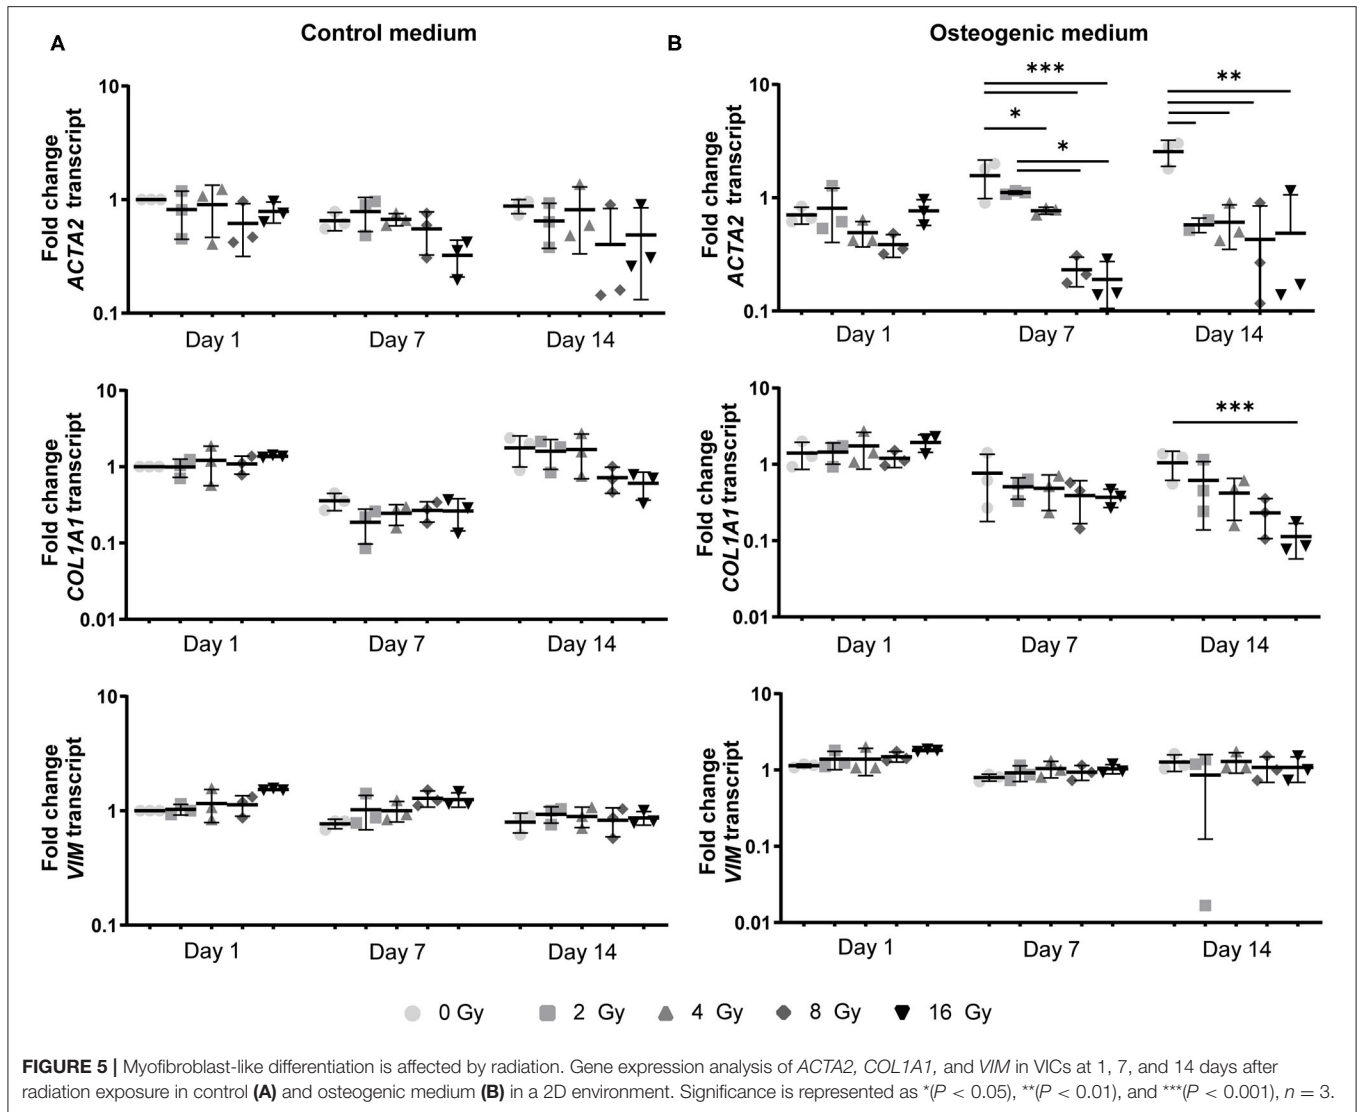 A
Control medium
B
Osteogenic medium
Fold change
ACTA2 transcript
10
1
0.1
Day 1
Day 7
Day 14
Fold change
ACTA2 transcript
10
1
0.1
***
*
*
**
Day 1
Day 7
Day 14
Fold change
COL1A1 transcript
10
1
0.1
0.01
Day 1
Day 7
Day 14
Fold change
COL1A1 transcript
10
1
0.1
0.01
***
Day 1
Day 7
Day 14
Fold change
VIM transcript
10
1
0.1
Day 1
Day 7
Day 14
Fold change
VIM transcript
10
1
0.1
0.01
Day 1
Day 7
Day 14
0 Gy
2 Gy
4 Gy
8 Gy
16 Gy
FIGURE 5 | Myofibroblast-like differentiation is affected by radiation. Gene expression analysis of ACTA2, COL1A1, and VIM in VICs at 1, 7, and 14 days after
radiation exposure in control (A) and osteogenic medium (B) in a 2D environment. Significance is represented as *(P < 0.05), **(P < 0.01), and ***(P < 0.001), n = 3.